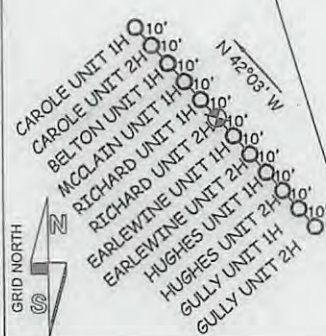 CAROLE UNIT 1H
10'
CAROLE UNIT 2H
10'
BELTON UNIT 1H
10'
MCCLAIN UNIT 1H
10'
RICHARD UNIT 1H
10'
RICHARD UNIT 2H
10'
EARLEWINE UNIT 1H
10'
EARLEWINE UNIT 2H
10'
HUGHES UNIT 1H
10'
HUGHES UNIT 2H
10'
GULLY UNIT 1H
10'
GULLY UNIT 2H
N 42°03' W
GRID NORTH
N
S